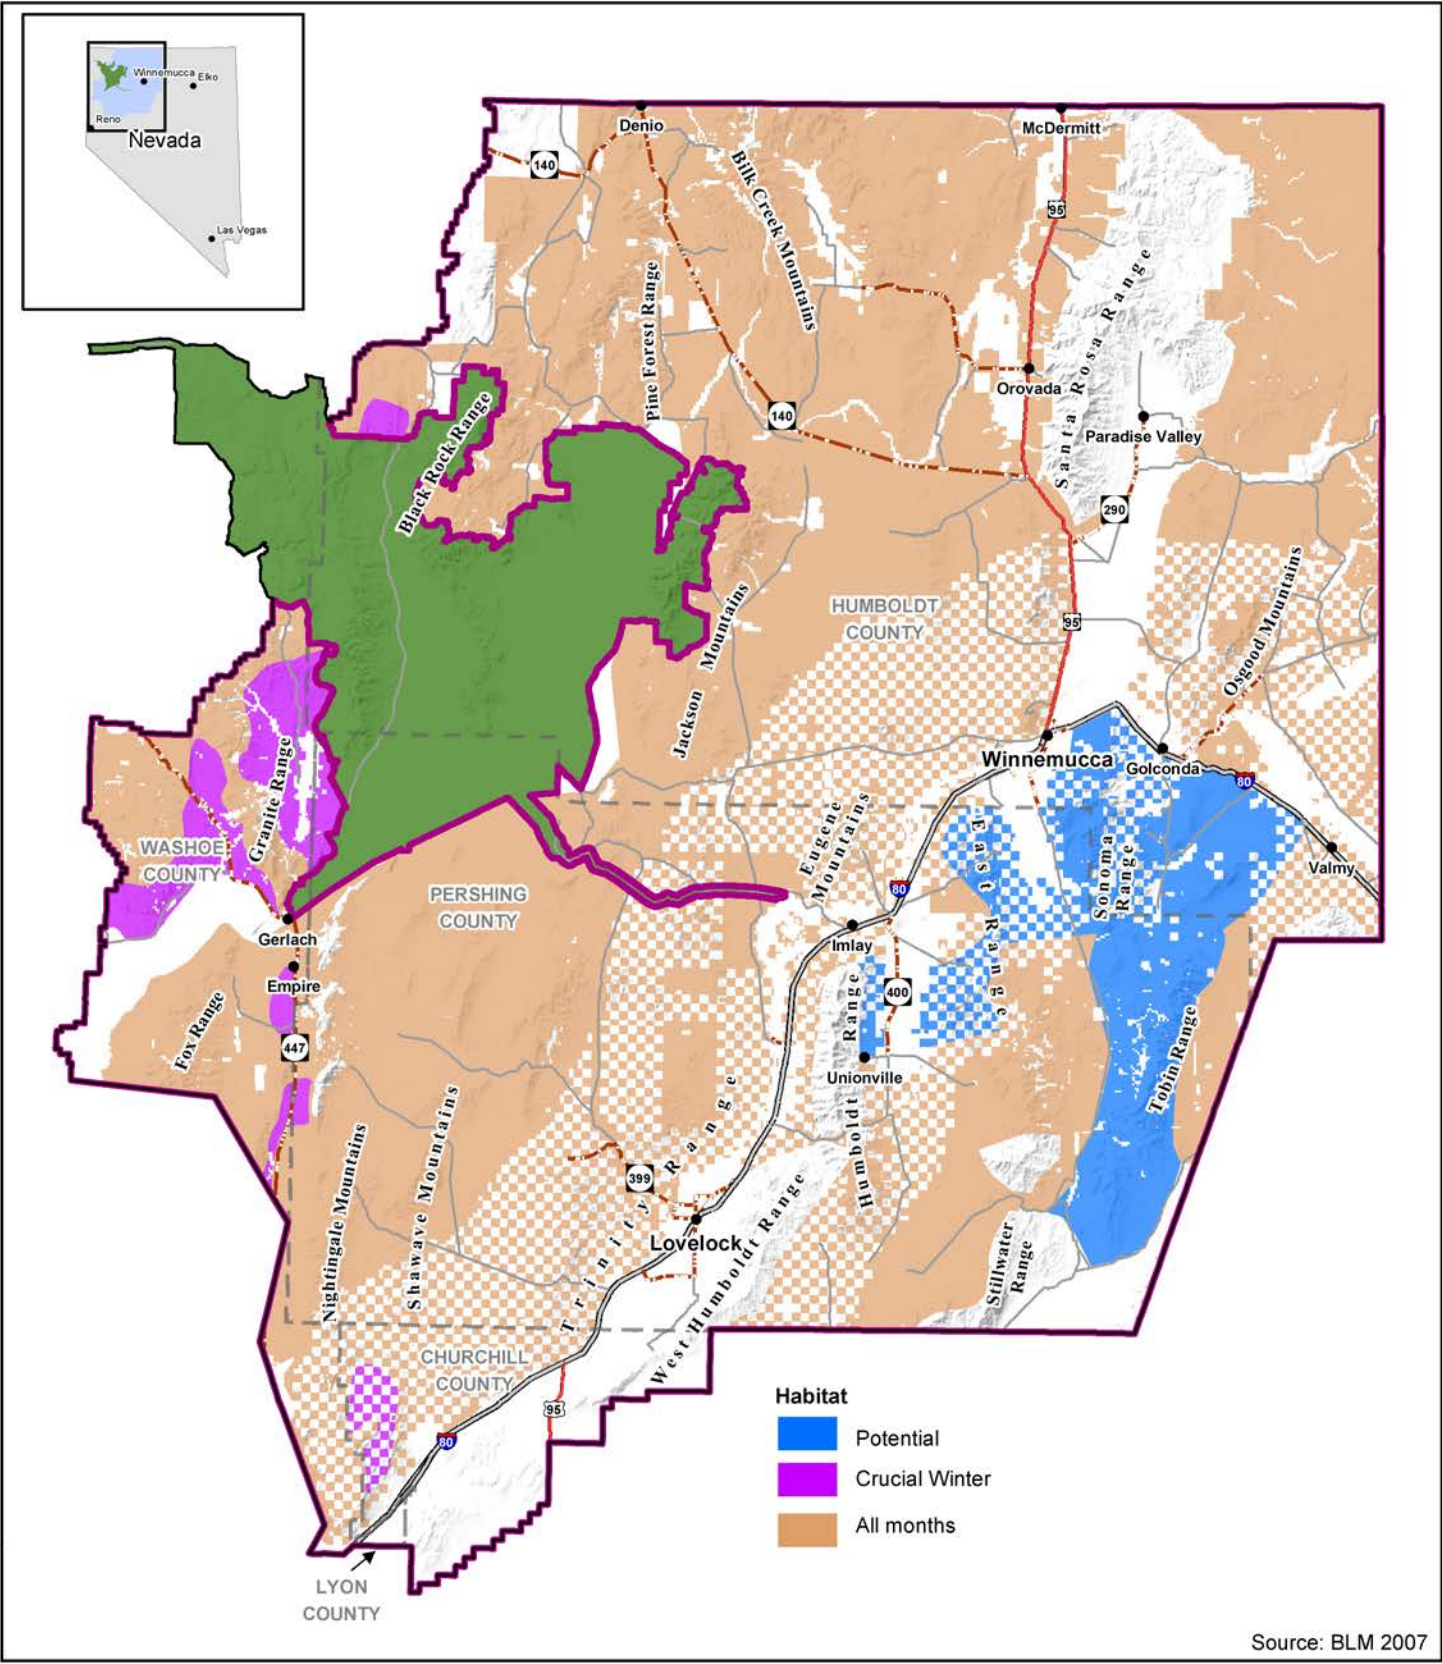 Winnemucca
Elko
Reno
Nevada
Las Vegas
Denio
McDermitt
140
Bilk Creek Mountains
95
Santa Rosa Range
Pine Forest Range
Orovada
140
Paradise Valley
Black Rock Range
290
HUMBOLDT
COUNTY
95
Osgood Mountains
Jackson Mountains
Winnemucca
Golconda
80
Granite Range
WASHOE
COUNTY
Eugene
Mountains
East Range
Sonoma
Range
Valmy
80
PERSHING
COUNTY
Gerlach
Imlay
Empire
400
Fox Range
447
Humboldt Range
Unionville
Tobin Range
Nightingale Mountains
Shawave Mountains
Trinity Range
399
Lovelock
West Humboldt Range
Stillwater
Range
CHURCHILL
COUNTY
95
80
Habitat
Potential
Crucial Winter
All months
LYON
COUNTY
Source: BLM 2007